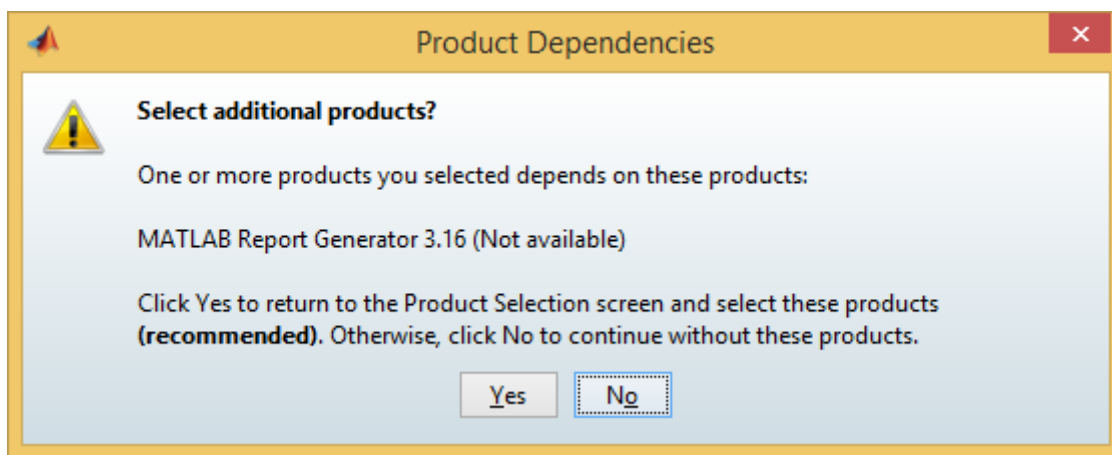 Product Dependencies
Select additional products?
One or more products you selected depends on these products:
MATLAB Report Generator 3.16 (Not available)
Click Yes to return to the Product Selection screen and select these products
(recommended). Otherwise, click No to continue without these products.
Yes
No